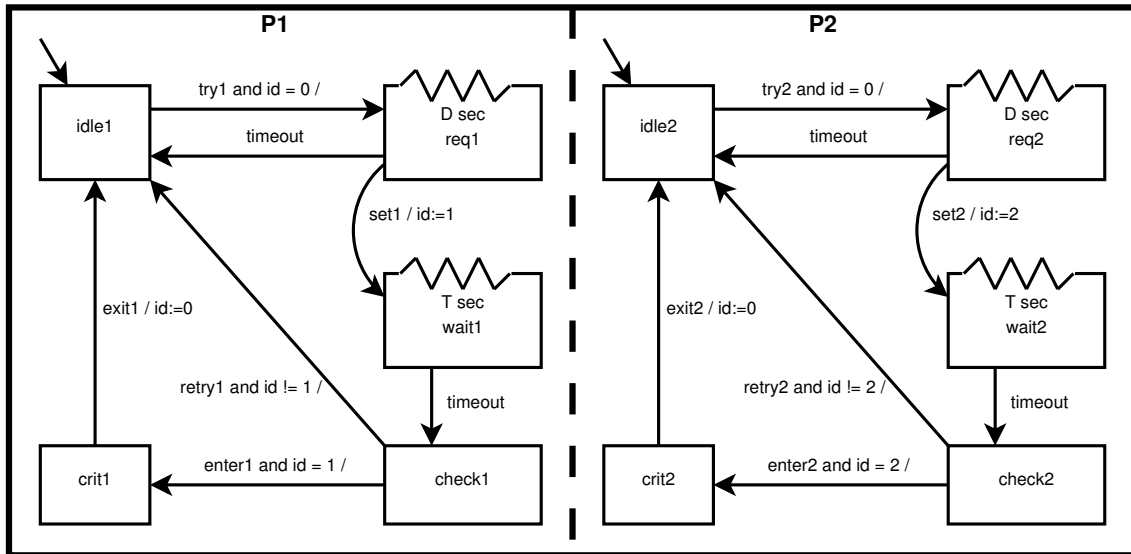 P1
try1 and id = 0 /
D sec
idle1
req1
timeout
set1 / id:=1
T sec
exit1 / id:=0
wait1
retry1 and id != 1 /
timeout
enter1 and id = 1 /
crit1
check1
P2
try2 and id = 0 /
D sec
idle2
req2
timeout
set2 / id:=2
T sec
exit2 / id:=0
wait2
retry2 and id != 2 /
timeout
enter2 and id = 2 /
crit2
check2